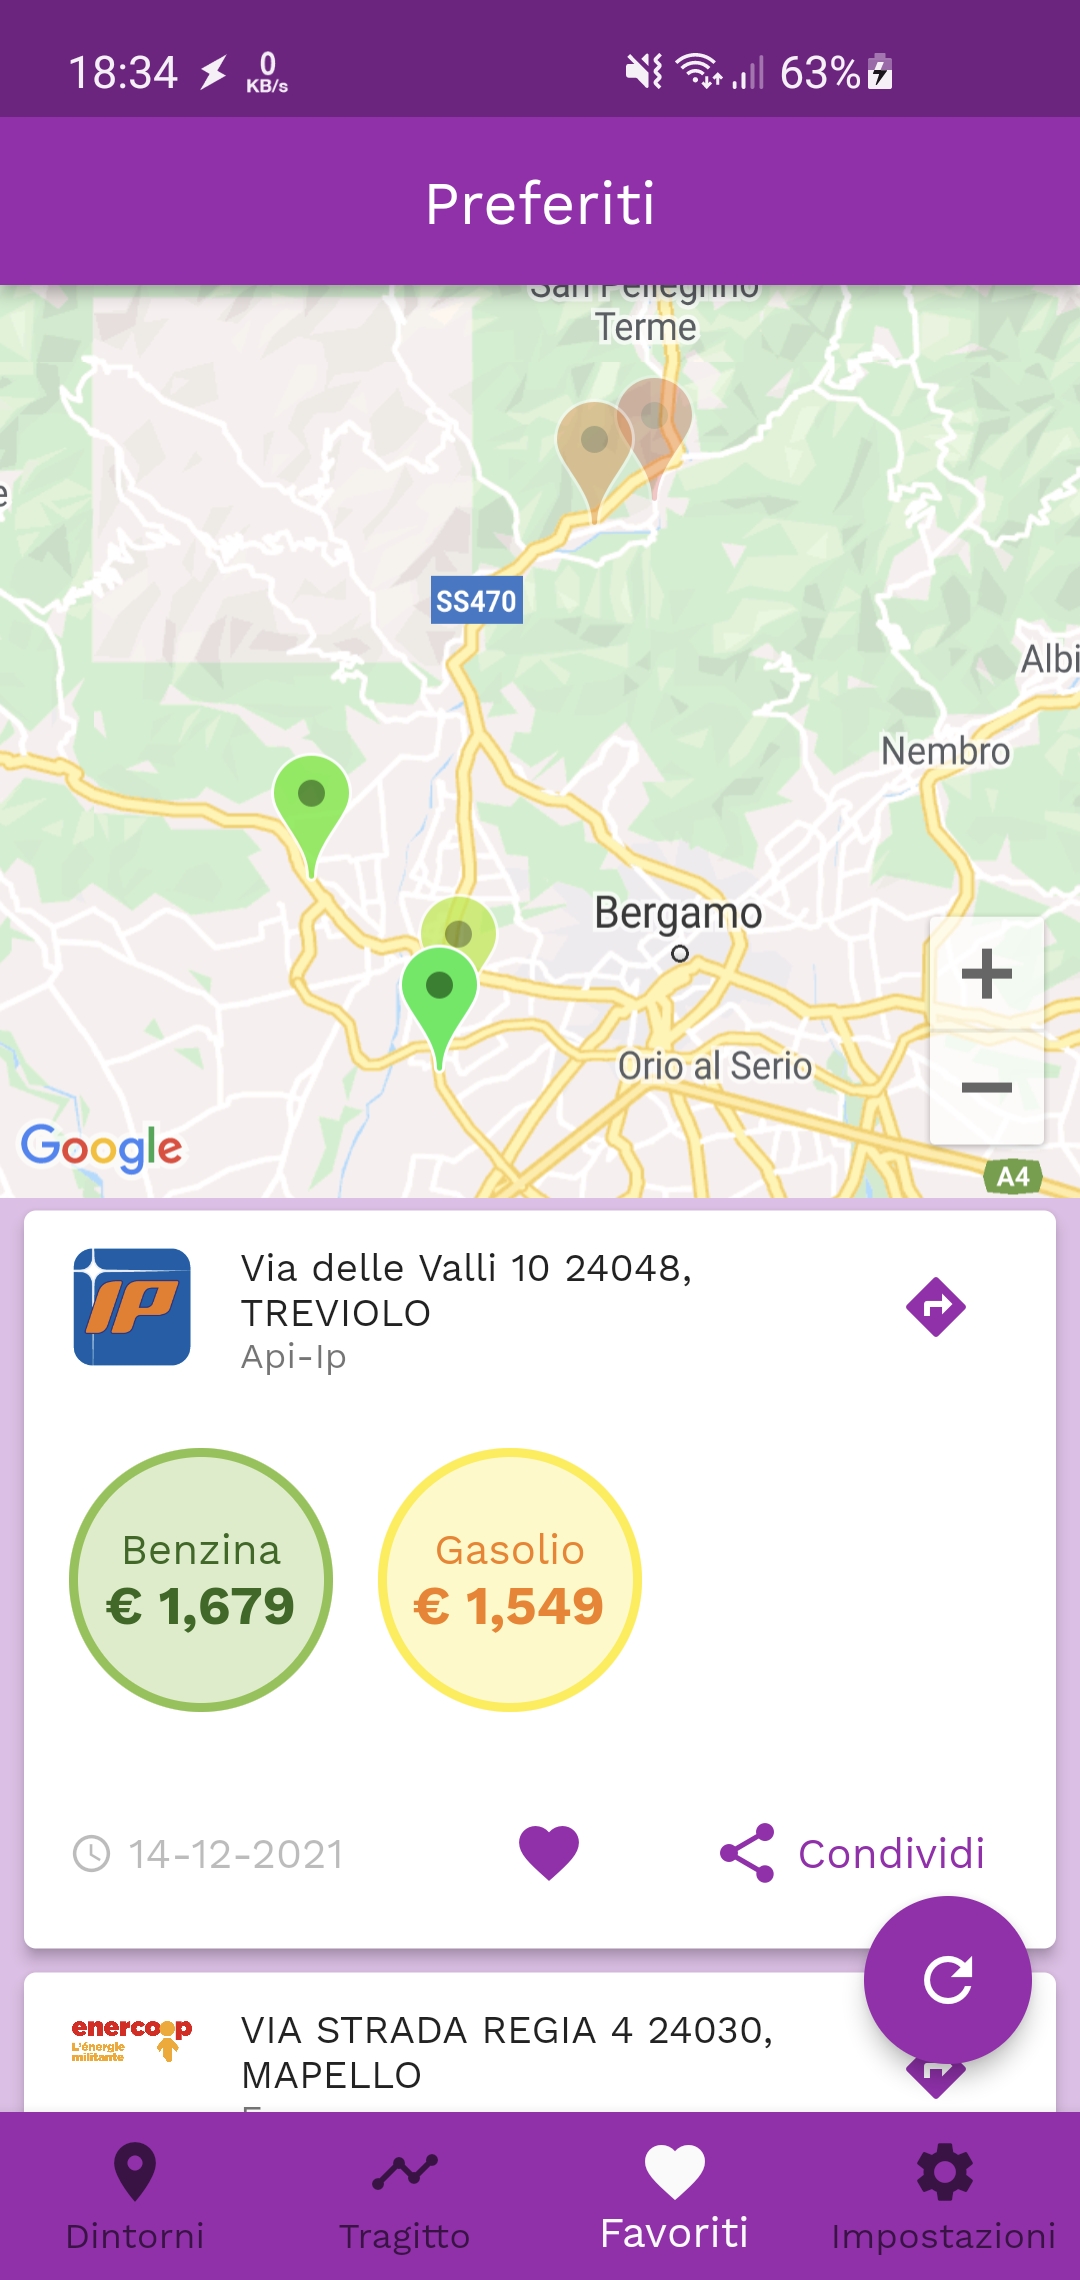 18:34 0 KB/s 63%
Preferiti
San Pellegrino
Terme
e
SS470
Albi
Nembro
Bergamo
Orio al Serio
Google
A4
IP
Via delle Valli 10 24048,
TREVIOLO
Api-Ip
Benzina
€ 1,679
Gasolio
€ 1,549
14-12-2021
Condividi
enercoop
L'énergie
militante
VIA STRADA REGIA 4 24030,
MAPELLO
Dintorni
Tragitto
Favoriti
Impostazioni